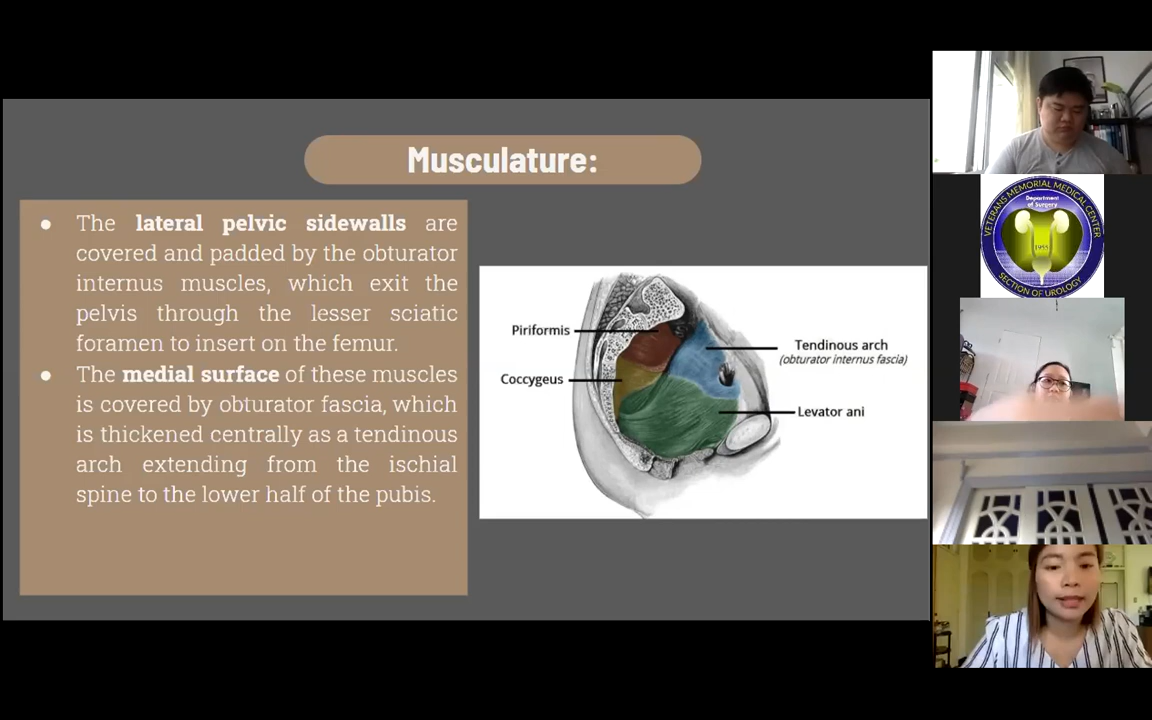 Musculature:
● The lateral pelvic sidewalls are
covered and padded by the obturator
internus muscles, which exit the
pelvis through the lesser sciatic
foramen to insert on the femur.
● The medial surface of these muscles
is covered by obturator fascia, which
is thickened centrally as a tendinous
arch extending from the ischial
spine to the lower half of the pubis.
Piriformis
Coccygeus
Tendinous arch
(obturator internus fascia)
Levator ani
VETERANS MEMORIAL MEDICAL CENTER
Department
of Surgery
1955
SECTION OF UROLOGY